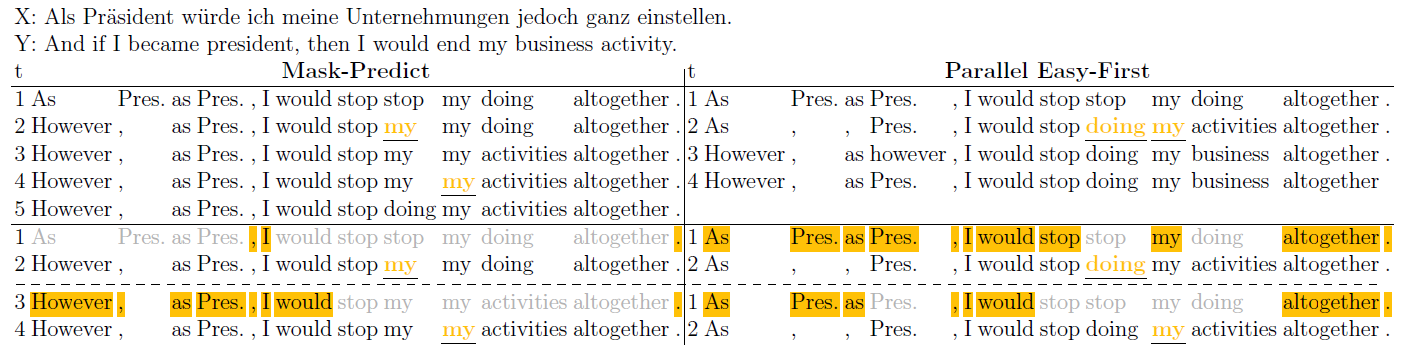 X: Als Präsident würde ich meine Unternehmungen jedoch ganz einstellen.
Y: And if I became president, then I would end my business activity.
t Mask-Predict t Parallel Easy-First
1 As Pres. as Pres. , I would stop stop my doing altogether . 1 As Pres. as Pres. , I would stop stop my doing altogether .
2 However , as Pres. , I would stop my my doing altogether . 2 As , , Pres. , I would stop doing my activities altogether .
3 However , as Pres. , I would stop my my activities altogether . 3 However , as however , I would stop doing my business altogether .
4 However , as Pres. , I would stop my my activities altogether . 4 However , as Pres. , I would stop doing my business altogether
5 However , as Pres. , I would stop doing my activities altogether .
1 As Pres. as Pres. , I would stop stop my doing altogether . 1 As Pres. as Pres. , I would stop stop my doing altogether .
2 However , as Pres. , I would stop my my doing altogether . 2 As , , Pres. , I would stop doing my activities altogether .
3 However , as Pres. , I would stop my my activities altogether . 1 As Pres. as Pres. , I would stop stop my doing altogether .
4 However , as Pres. , I would stop my my activities altogether . 2 As , , Pres. , I would stop doing my activities altogether .